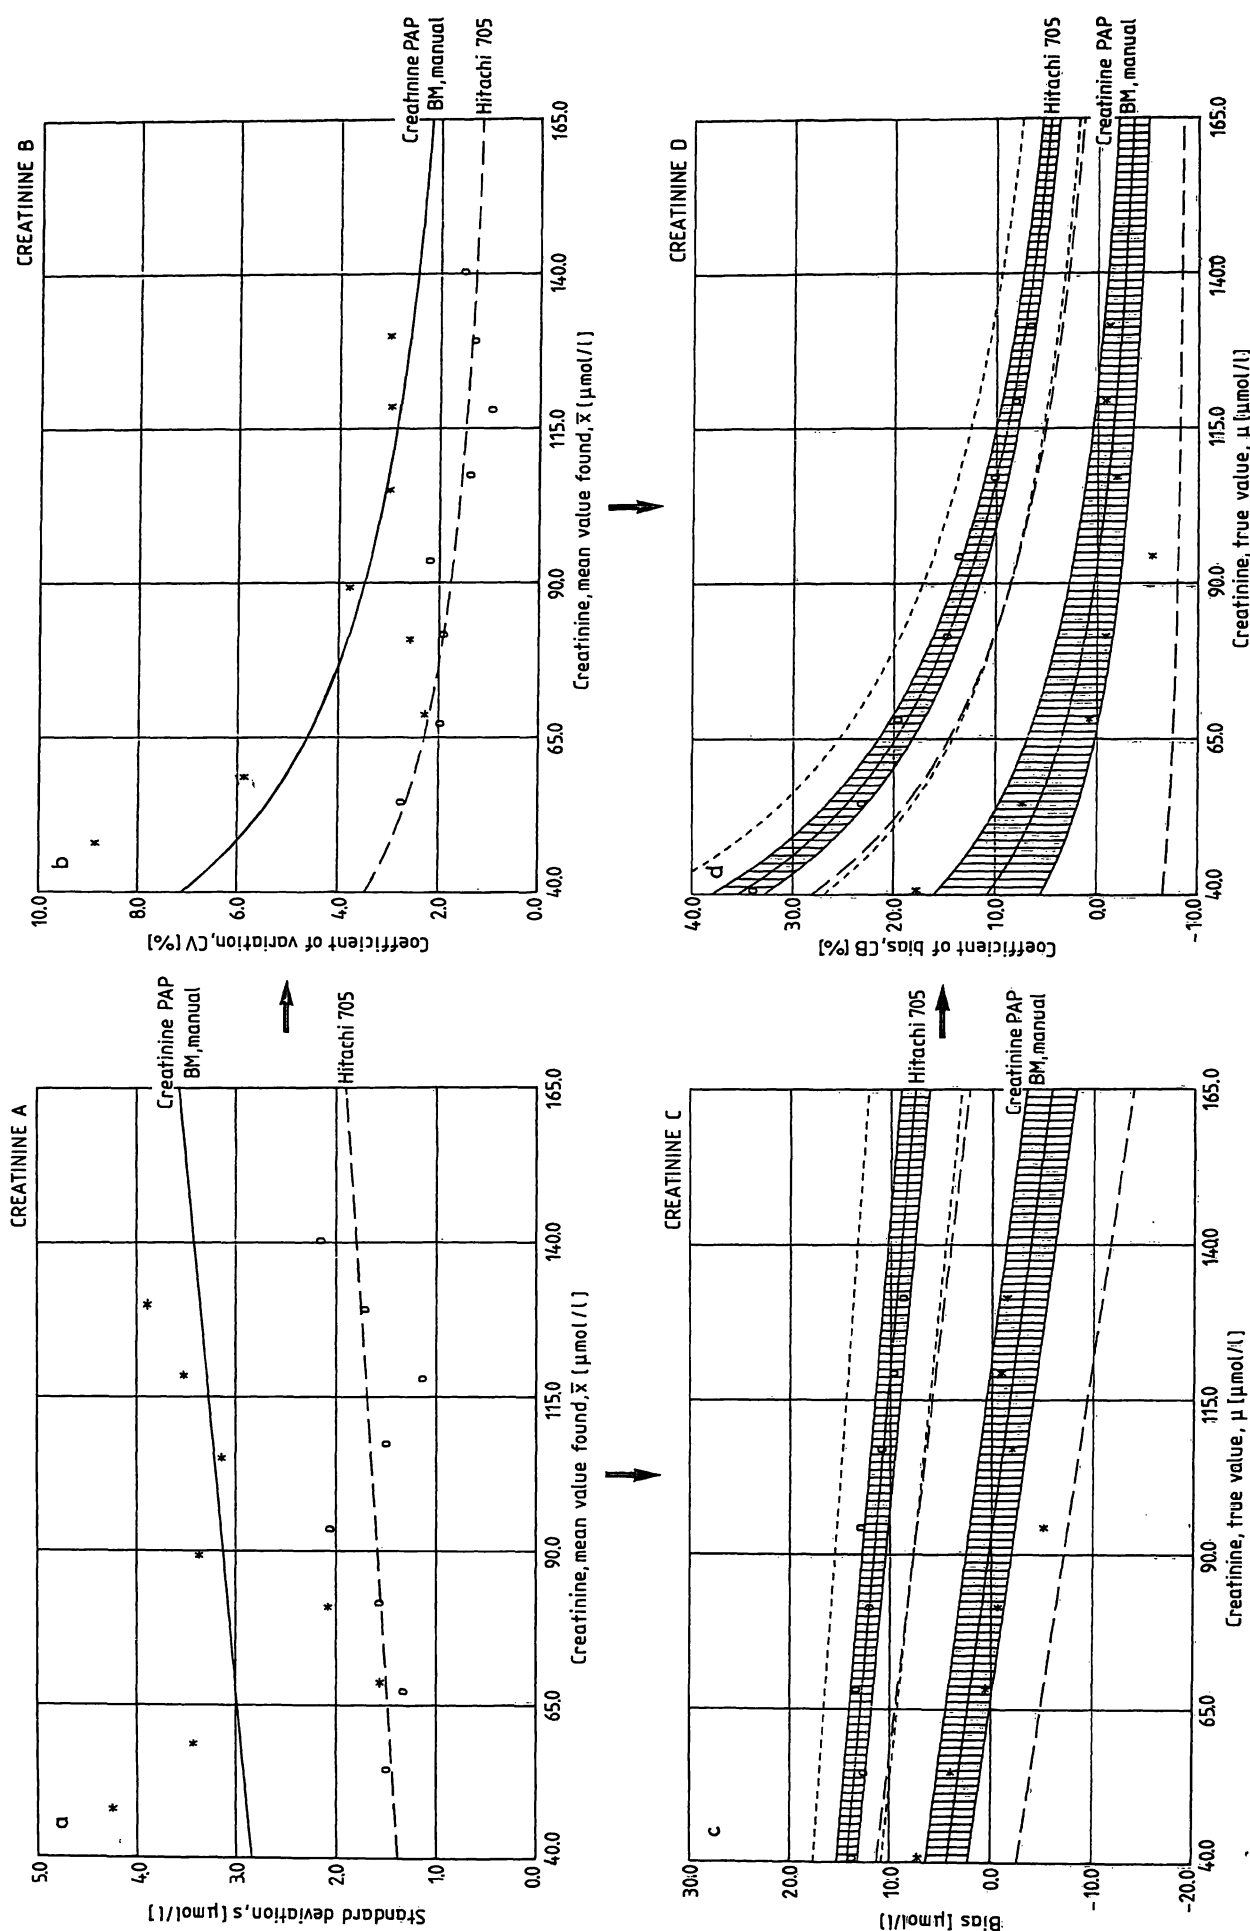 CREATININE A
a
5.0
4.0
3.0
2.0
1.0
0.0
Standard deviation, s [μmol/l]
40.0 65.0 90.0 115.0 140.0 165.0
Creatinine, mean value found, x̅ [μmol/l]
Creatinine PAP
BM, manual
Hitachi 705
CREATININE B
b
10.0
8.0
6.0
4.0
2.0
0.0
Coefficient of variation, CV [%]
40.0 65.0 90.0 115.0 140.0 165.0
Creatinine, mean value found, x̅ [μmol/l]
Creatinine PAP
BM, manual
Hitachi 705
CREATININE C
c
30.0
20.0
10.0
0.0
-10.0
-20.0
Bias [μmol/l]
40.0 65.0 90.0 115.0 140.0 165.0
Creatinine, true value, μ [μmol/l]
Hitachi 705
Creatinine PAP
BM, manual
CREATININE D
d
40.0
30.0
20.0
10.0
0.0
-10.0
Coefficient of bias, CB [%]
40.0 65.0 90.0 115.0 140.0 165.0
Creatinine, true value, μ [μmol/l]
Hitachi 705
Creatinine PAP
BM, manual